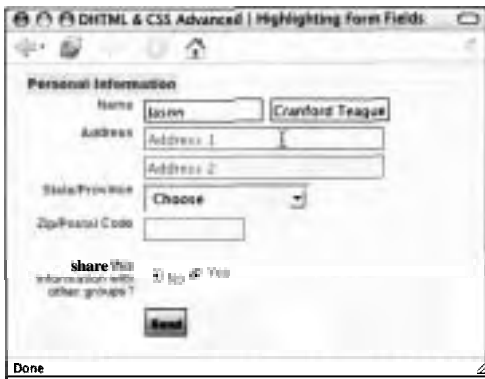 DHTML & CSS Advanced | Highlighting Form Fields
Personal Information
Name Jason Cranford Teague
Address Address 1
Address 2
State/Province Choose
Zip/Postal Code
share this
information with No Yes
other groups?
Send
Done